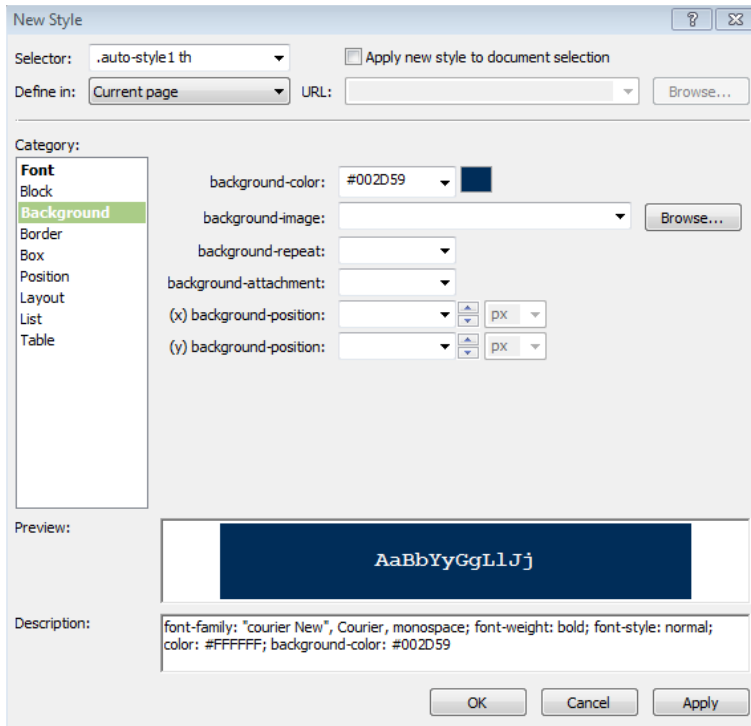 New Style
Selector: .auto-style1 th Apply new style to document selection
Define in: Current page URL: Browse...
Category:
Font
Block
Background
Border
Box
Position
Layout
List
Table
background-color: #002D59
background-image: Browse...
background-repeat:
background-attachment:
(x) background-position: px
(y) background-position: px
Preview:
AaBbYyGgLlJj
Description:
font-family: "courier New", Courier, monospace; font-weight: bold; font-style: normal;
color: #FFFFFF; background-color: #002D59
OK Cancel Apply